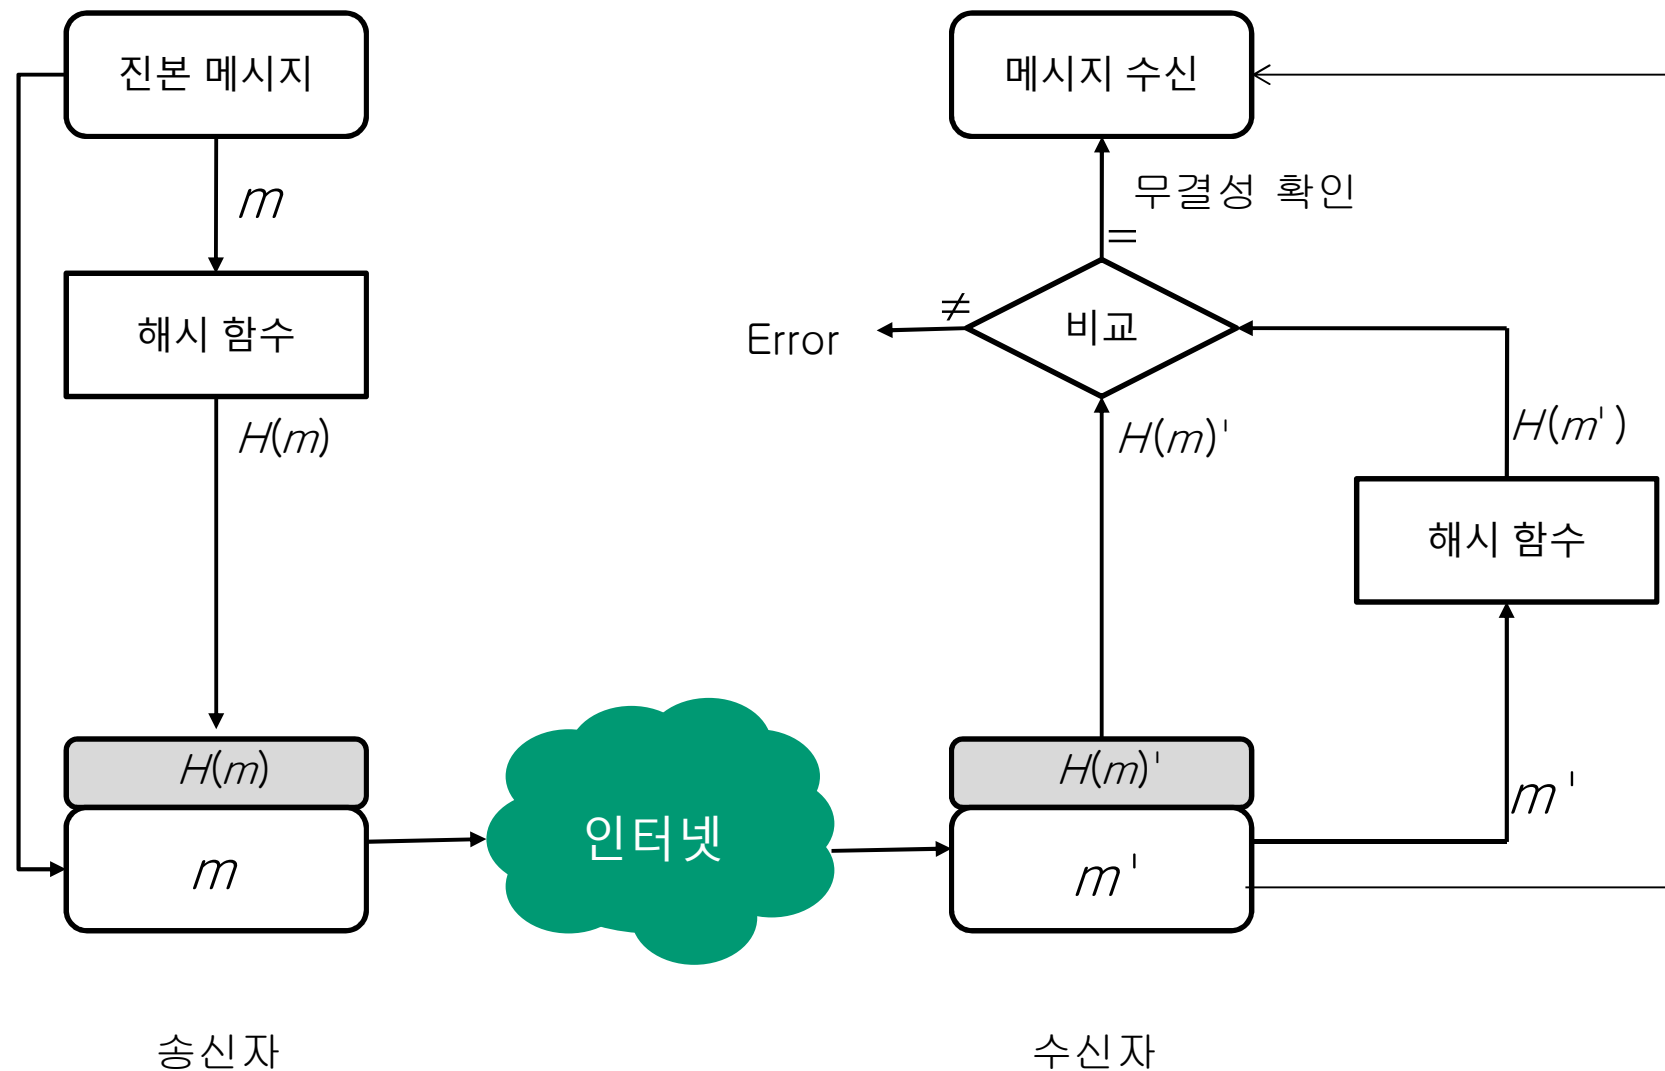 진본 메시지
m
해시 함수
H(m)
H(m)
m
송신자
인터넷
메시지 수신
무결성 확인
=
≠
비교
Error
H(m)'
H(m')
해시 함수
H(m)'
m'
m'
수신자